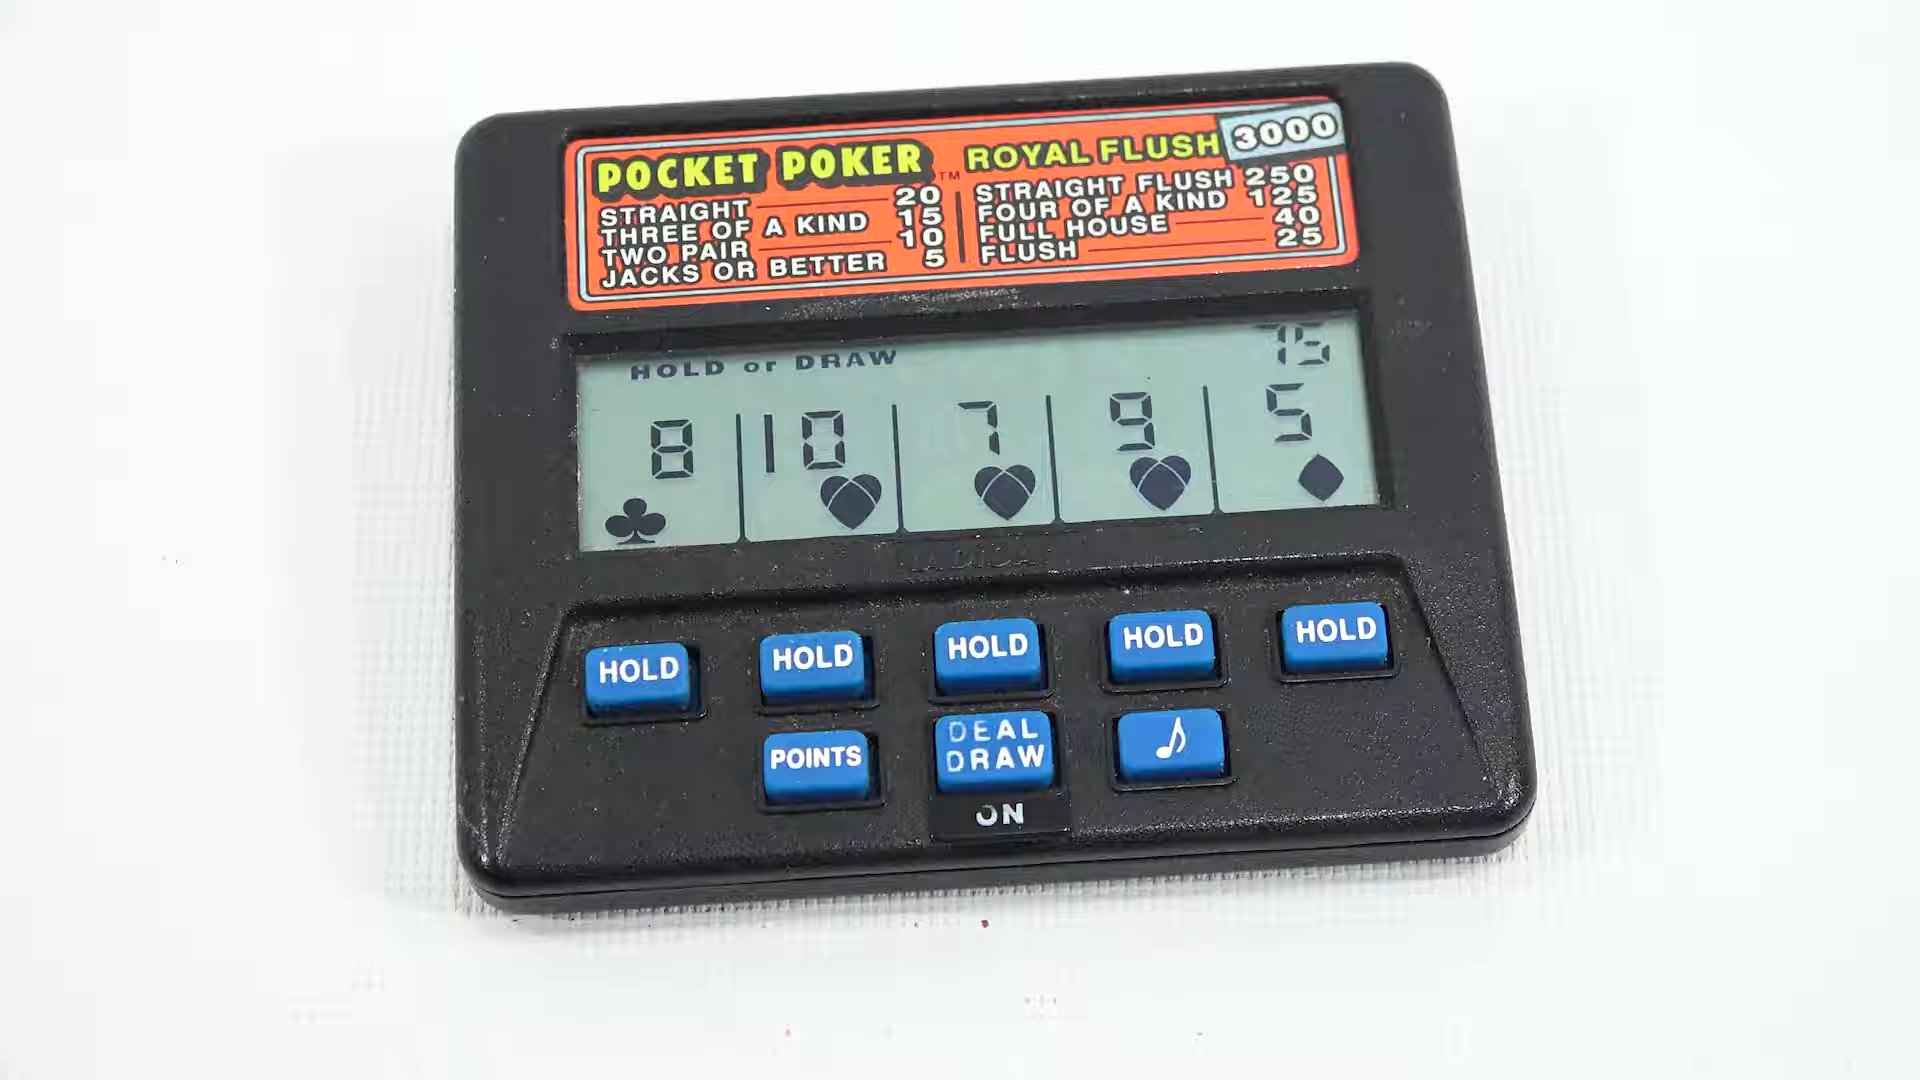 POCKET POKER™
STRAIGHT 20
THREE OF A KIND 15
TWO PAIR 10
JACKS OR BETTER 5
ROYAL FLUSH 3000
STRAIGHT FLUSH 250
FOUR OF A KIND 125
FULL HOUSE 40
FLUSH 25
HOLD or DRAW 75
8 10 7 9 5
HOLD HOLD HOLD HOLD HOLD
POINTS DEAL DRAW
ON